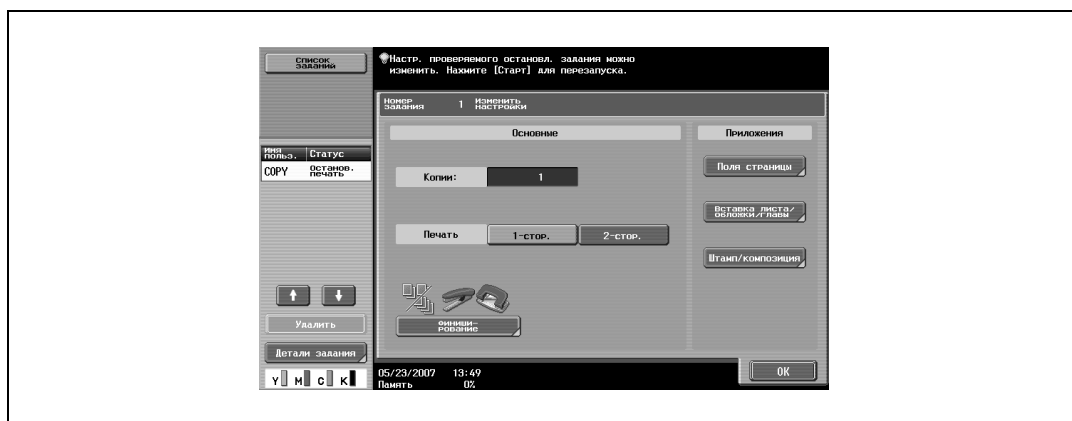 Список
заданий
Настр. проверяемого остановл. задания можно
изменить. Нажмите [Старт] для перезапуска.
Номер
задания 1 Изменить
настройки
Основные
Приложения
Имя
польз. Статус
COPY Останов.
печать
Копии: 1
Поля страницы
Вставка листа/
обложки/главы
Печать 1-стор. 2-стор.
Штамп/композиция
Финиши-
рование
Удалить
Детали задания
Y M C K
05/23/2007 13:49
Память 0%
OK